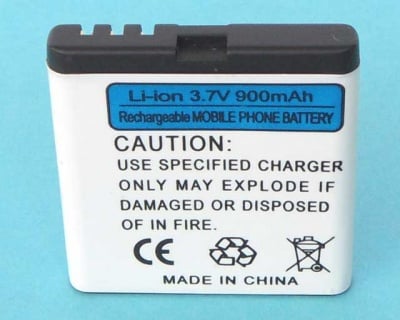 Li-ion 3.7V 900mAh
Rechargeable MOBILE PHONE BATTERY
CAUTION:
USE SPECIFIED CHARGER
ONLY MAY EXPLODE IF
DAMAGED OR DISPOSED
OF IN FIRE.
CE
MADE IN CHINA